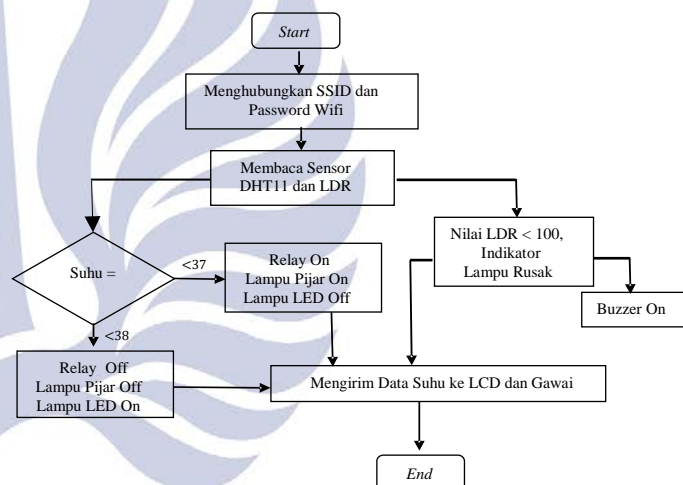 Start
Menghubungkan SSID dan
Password Wifi
Membaca Sensor
DHT11 dan LDR
Suhu =
<37
<38
Relay On
Lampu Pijar On
Lampu LED Off
Nilai LDR < 100,
Indikator
Lampu Rusak
Buzzer On
Relay Off
Lampu Pijar Off
Lampu LED On
Mengirim Data Suhu ke LCD dan Gawai
End